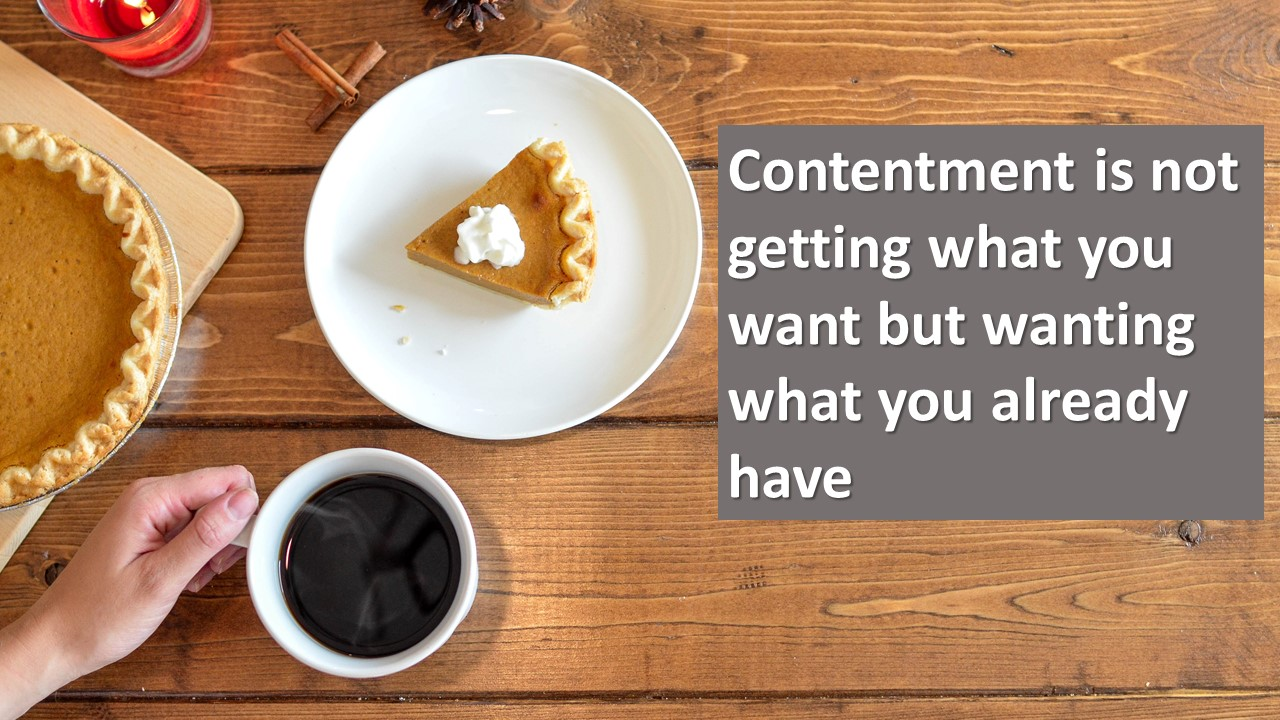 Contentment is not
getting what you
want but wanting
what you already
have